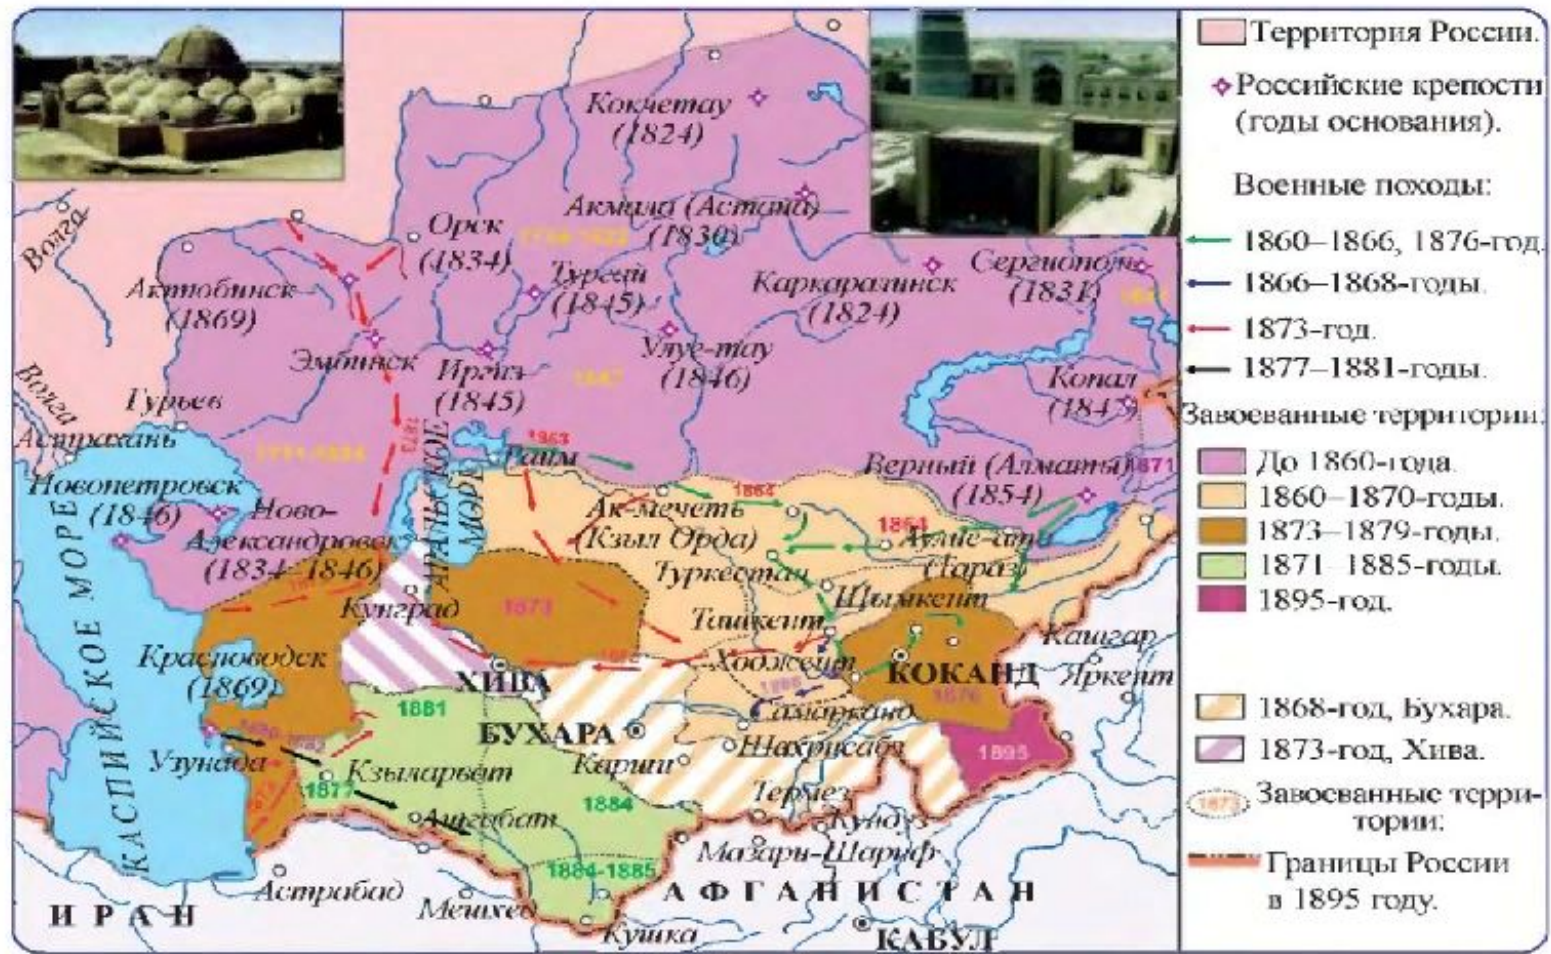 Кокчетау
(1824)
Волга
Орск
(1834)
Акмала (Астана)
(1830)
Актюбинск
(1869)
Тургай
(1845)
Каркаралинск
(1824)
Сергиополь
(1831)
Эмбинск
Иргиз
(1845)
Улуг-тау
(1846)
1847
Копал
(1847)
Волга
Гурьев
Астрахань
1873
1863
Раим
Верный (Алматы)
(1854)
1871
Новопетровск
(1846)
Ново-
Александровск
(1834-1846)
АРАЛЬСКОЕ
МОРЕ
Ак-мечеть
(Кзыл Орда)
1864
1864
Аулие-ата
(Тараз)
Туркестан
Щымкент
Кунград
1873
Ташкент
Кашгар
Яркент
КАСПИЙСКОЕ МОРЕ
Красноводск
(1869)
ХИВА
Ходжент
КОКАНД
1876
1881
БУХАРА
Самарканд
Шахрисабз
1895
Узунада
Кзыларват
Карши
1877
1884
Термез
Ашгабат
Кундуз
Мазари-Шариф
1884-1885
Астрабад
Мешхед
АФГАНИСТАН
ИРАН
Кушка
КАБУЛ
Территория России.
Российские крепости
(годы основания).
Военные походы:
1860–1866, 1876-год.
1866–1868-годы.
1873-год.
1877–1881-годы.
Завоеванные территории:
До 1860-года.
1860–1870-годы.
1873–1879-годы.
1871 1885-годы.
1895-год.
1868-год, Бухара.
1873-год, Хива.
1873
Завоеванные терри-
тории:
Границы России
в 1895 году.